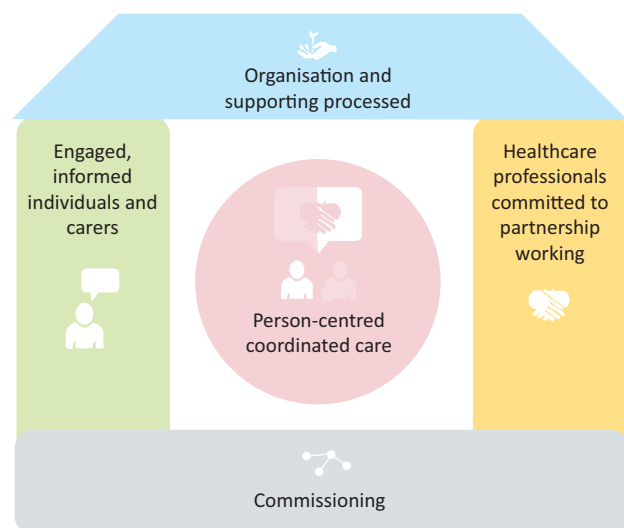 Organisation and
supporting processed
Engaged,
informed
individuals and
carers
Healthcare
professionals
committed to
partnership
working
Person-centred
coordinated care
Commissioning